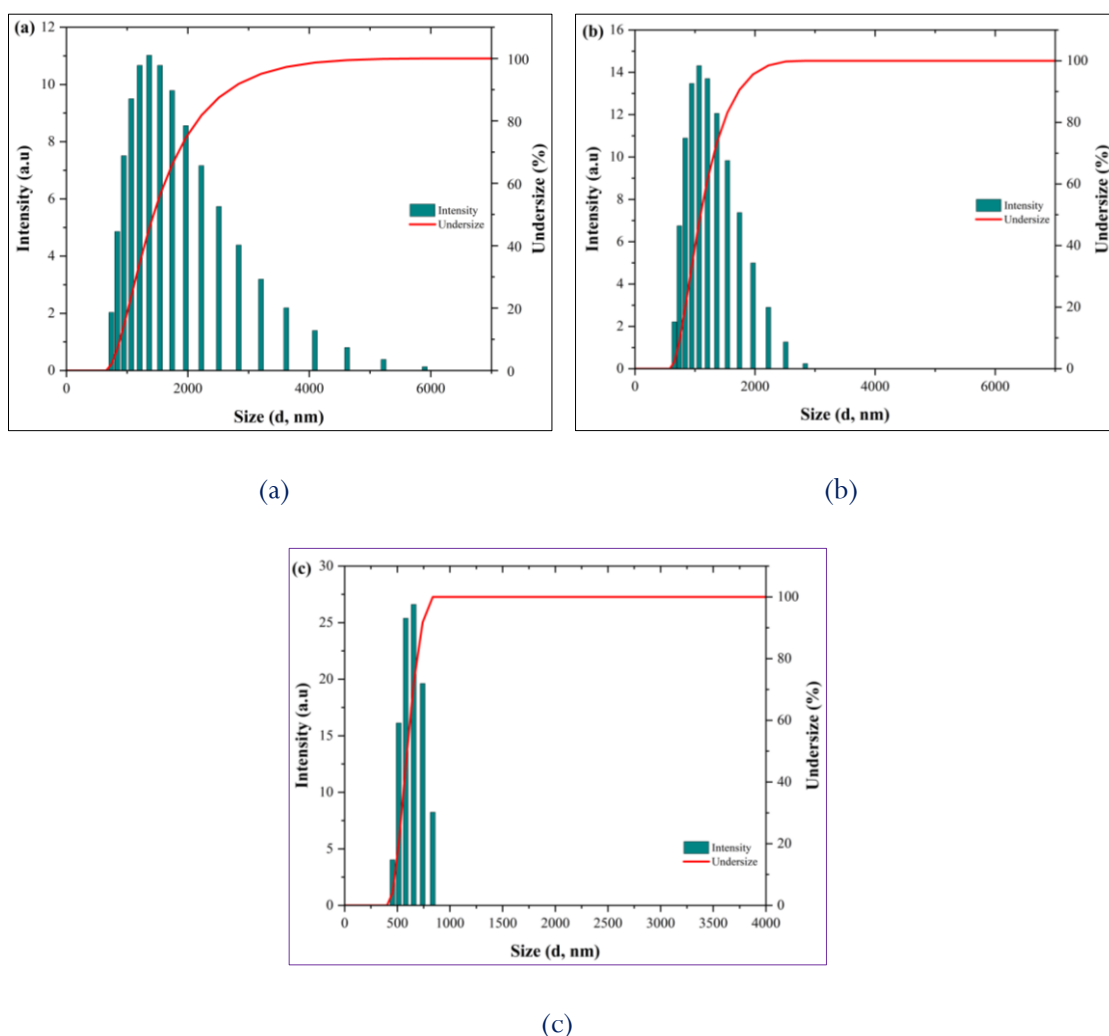 (a)
12
10
8
6
4
2
0
Intensity (a.u)
100
80
60
40
20
0
Undersize (%)
Intensity
Undersize
0 2000 4000 6000
Size (d, nm)
(b)
16
14
12
10
8
6
4
2
0
Intensity (a.u)
100
80
60
40
20
0
Undersize (%)
Intensity
Undersize
0 2000 4000 6000
Size (d, nm)
(a)
(b)
(c)
30
25
20
15
10
5
0
Intensity (a.u)
100
80
60
40
20
0
Undersize (%)
Intensity
Undersize
0 500 1000 1500 2000 2500 3000 3500 4000
Size (d, nm)
(c)